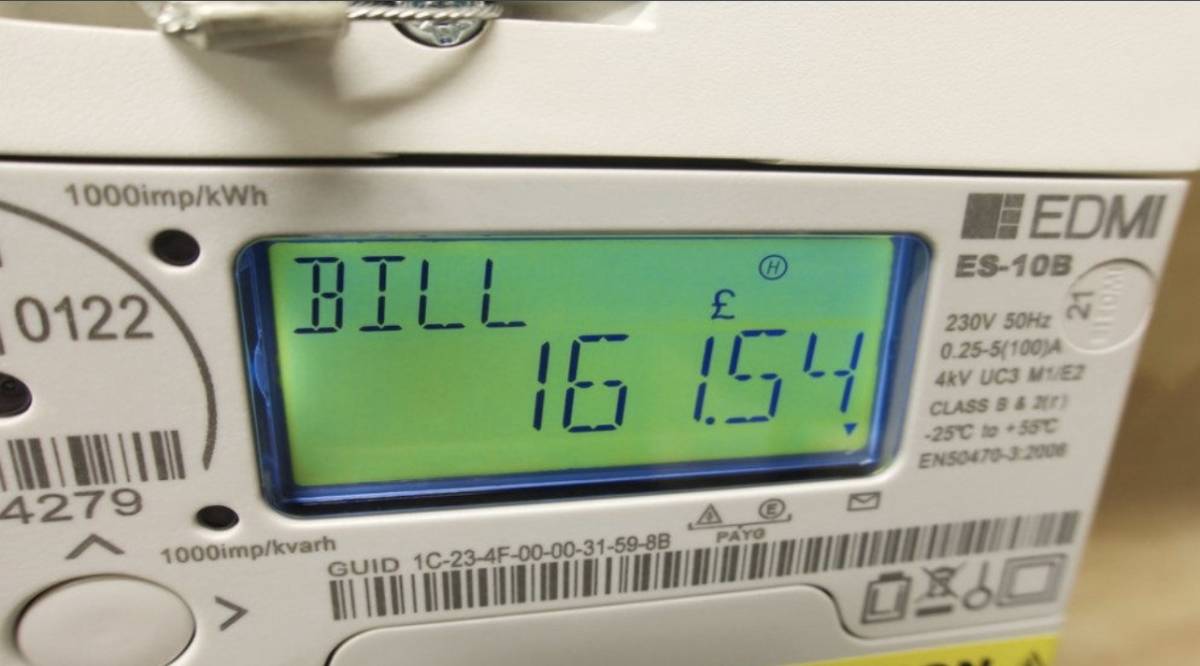 1000imp/kWh
0122
4279
1000imp/kvarh
BILL
Ⓗ
£
161.54
EDMI
ES-10B
21
230V 50Hz
0.25-5(100)A
4kV UC3 M1/E2
CLASS B & 2(r)
-25°C to +55°C
EN50470-3:2006
PAYG
GUID 1C-23-4F-00-00-31-59-8B